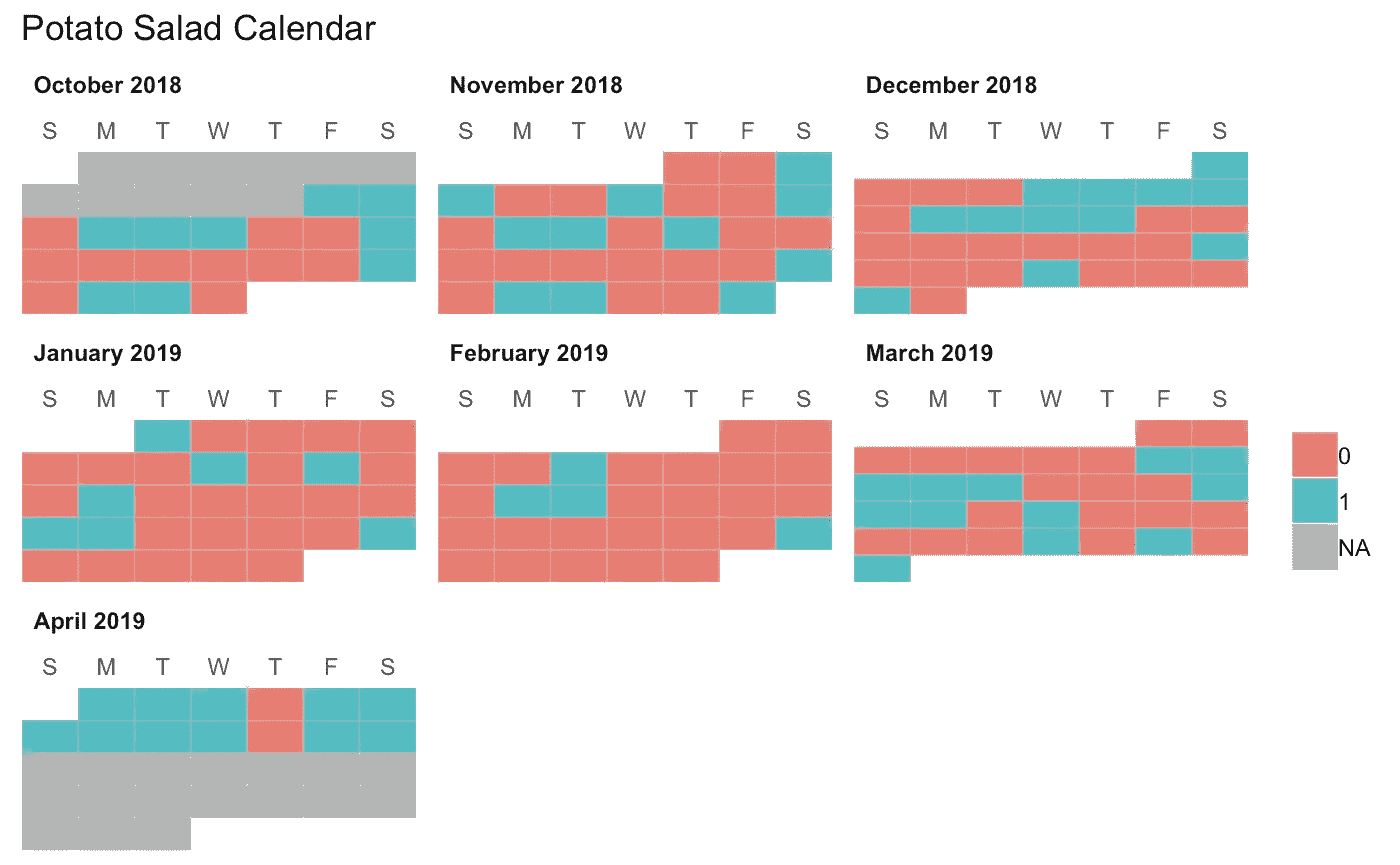 Potato Salad Calendar
October 2018 November 2018 December 2018
S M T W T F S S M T W T F S S M T W T F S
January 2019 February 2019 March 2019
S M T W T F S S M T W T F S S M T W T F S
0
1
NA
April 2019
S M T W T F S